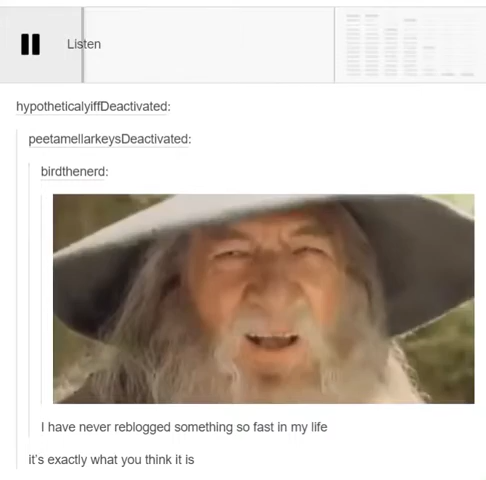 Listen
hypotheticalyiffDeactivated:
peetamellarkeysDeactivated:
birdthenerd:
I have never reblogged something so fast in my life
it's exactly what you think it is